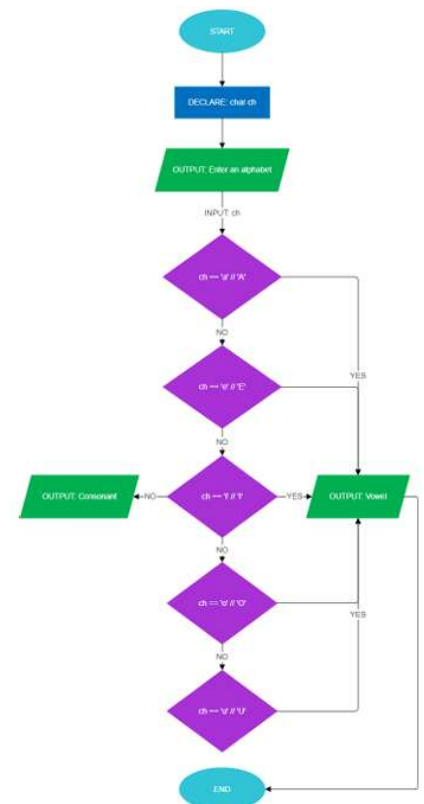 START
DECLARE: char ch
OUTPUT: Enter an alphabet
INPUT: ch
ch == 'a' // 'A'
YES
NO
ch == 'e' // 'E'
NO
OUTPUT: Consonant
NO
ch == 'i' // 'I'
YES
OUTPUT: Vowel
NO
ch == 'o' // 'O'
YES
NO
ch == 'u' // 'U'
END